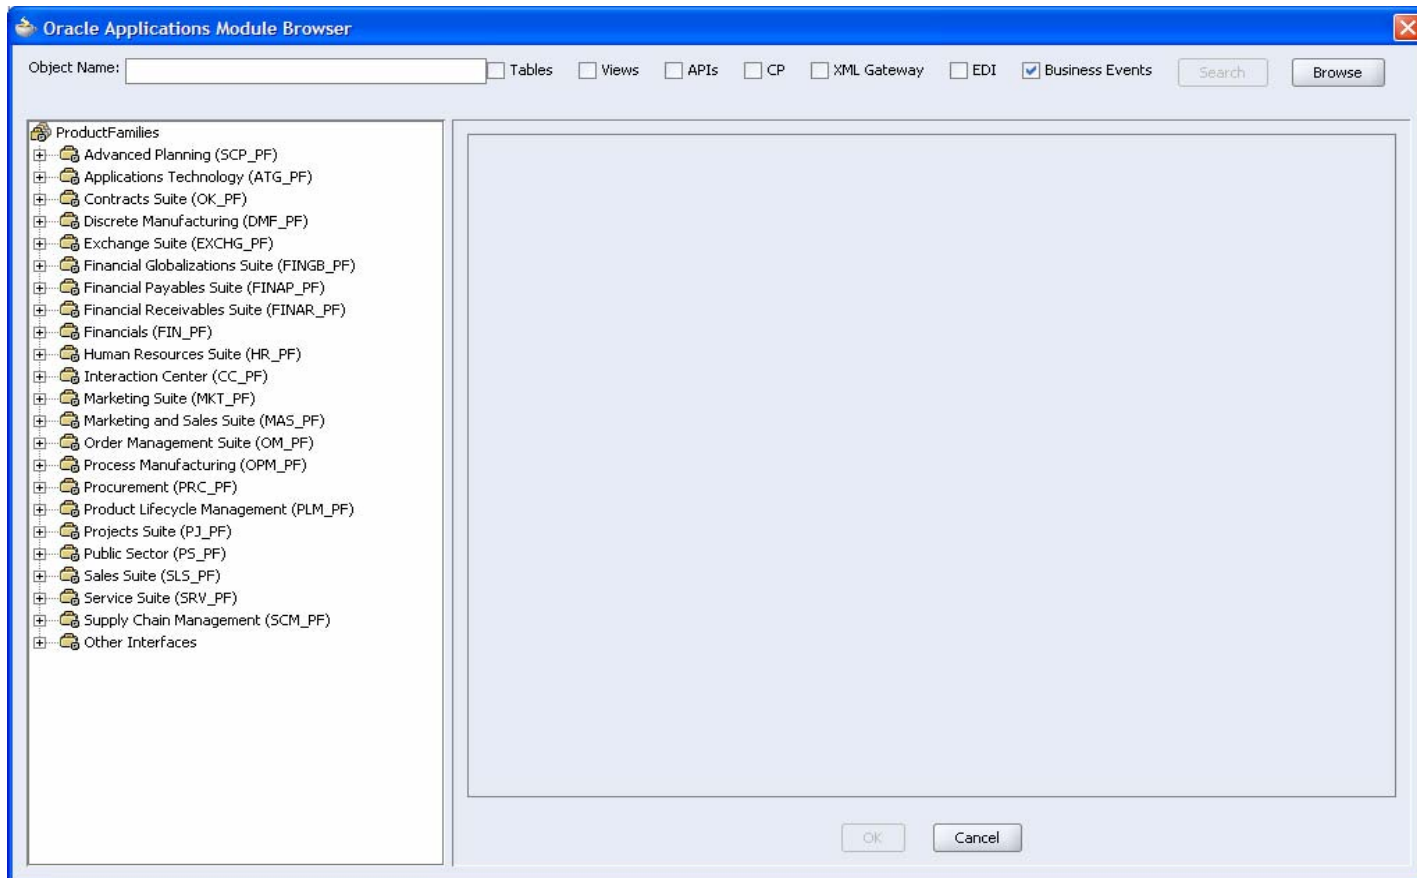 Oracle Applications Module Browser
Object Name: Tables Views APIs CP XML Gateway EDI Business Events Search Browse
ProductFamilies
Advanced Planning (SCP_PF)
Applications Technology (ATG_PF)
Contracts Suite (OK_PF)
Discrete Manufacturing (DMF_PF)
Exchange Suite (EXCHG_PF)
Financial Globalizations Suite (FINGB_PF)
Financial Payables Suite (FINAP_PF)
Financial Receivables Suite (FINAR_PF)
Financials (FIN_PF)
Human Resources Suite (HR_PF)
Interaction Center (CC_PF)
Marketing Suite (MKT_PF)
Marketing and Sales Suite (MAS_PF)
Order Management Suite (OM_PF)
Process Manufacturing (OPM_PF)
Procurement (PRC_PF)
Product Lifecycle Management (PLM_PF)
Projects Suite (PJ_PF)
Public Sector (PS_PF)
Sales Suite (SLS_PF)
Service Suite (SRV_PF)
Supply Chain Management (SCM_PF)
Other Interfaces
OK Cancel